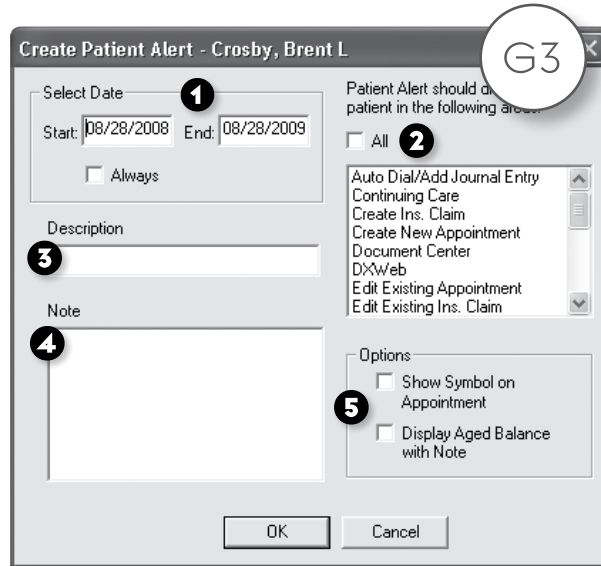 Create Patient Alert - Crosby, Brent L
G3
Select Date
1
Start: 08/28/2008 End: 08/28/2009
Always
Description
3
Note
4
Patient Alert should
patient in the following
All
2
Auto Dial/Add Journal Entry
Continuing Care
Create Ins. Claim
Create New Appointment
Document Center
DXWeb
Edit Existing Appointment
Edit Existing Ins. Claim
Options
5
Show Symbol on
Appointment
Display Aged Balance
with Note
OK
Cancel